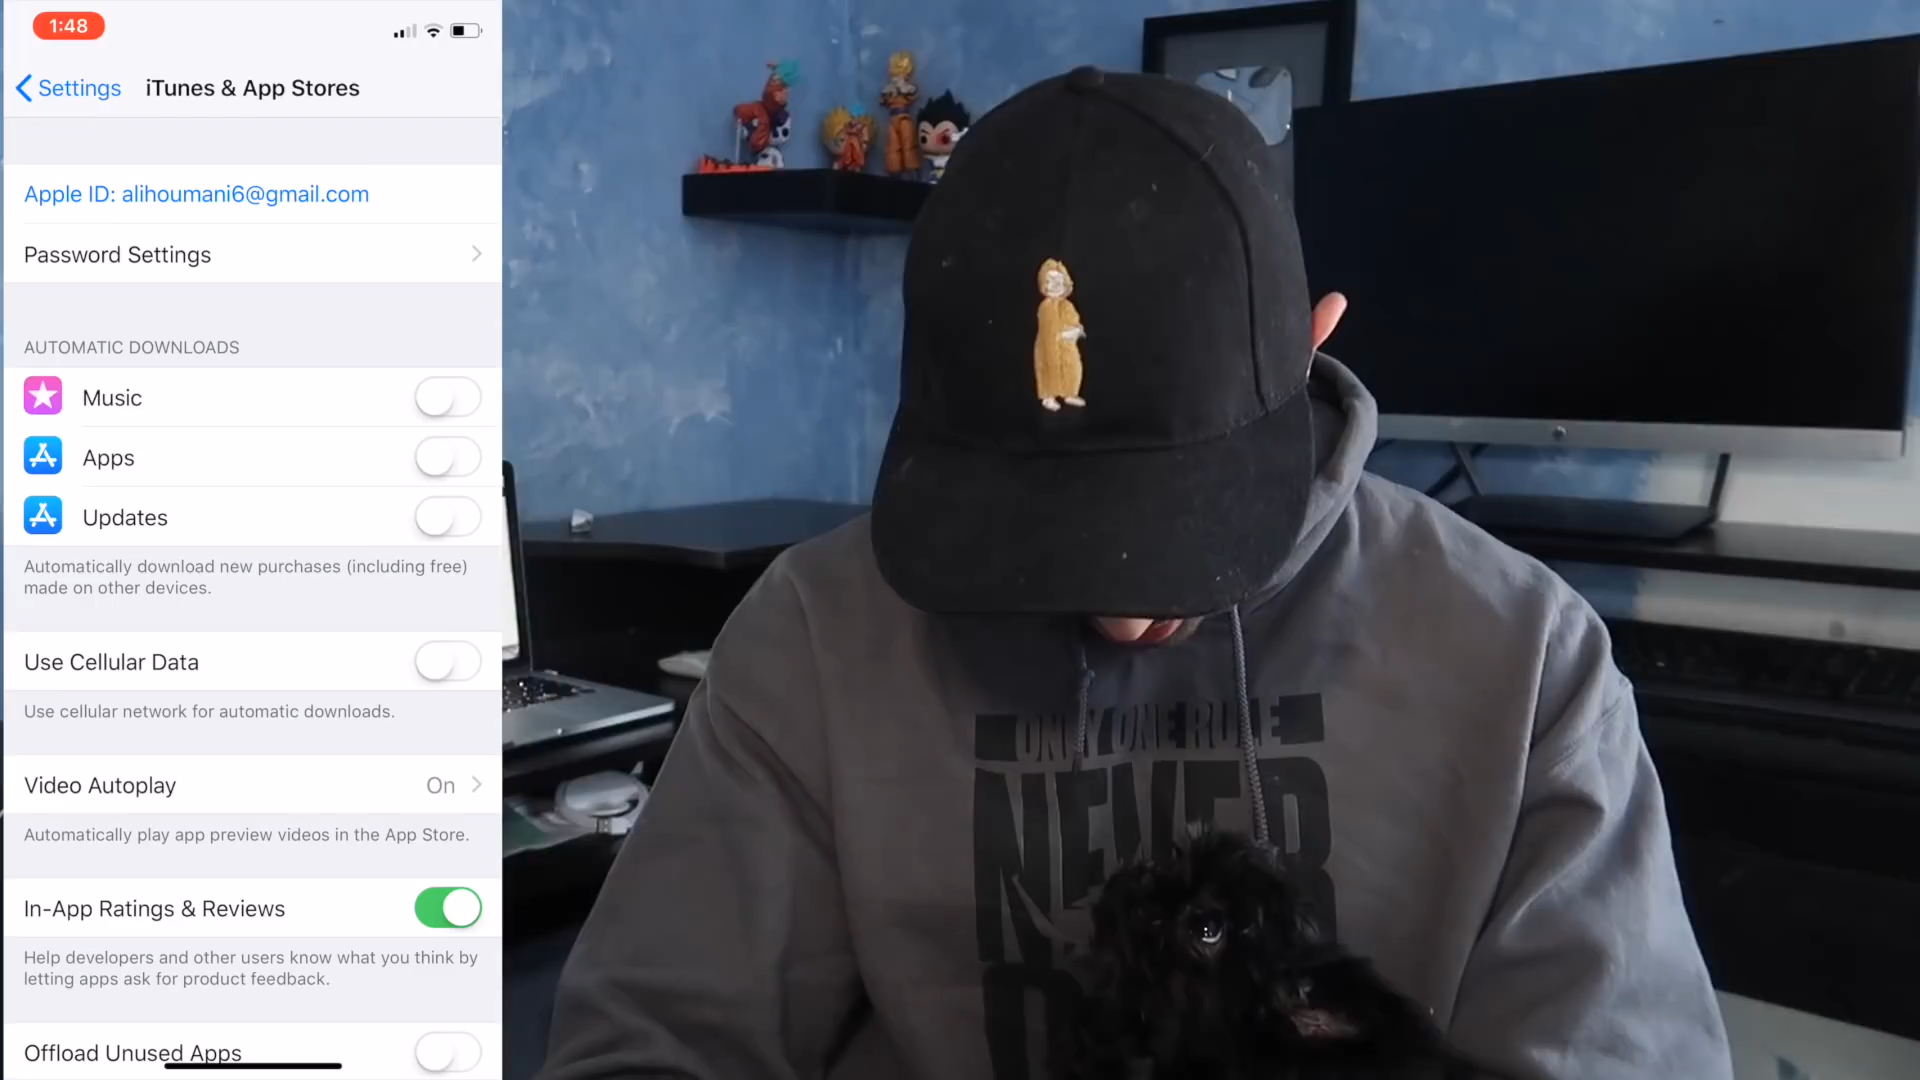 1:48
Settings
iTunes & App Stores
Apple ID: alihoumani6@gmail.com
Password Settings
AUTOMATIC DOWNLOADS
Music
Apps
Updates
Automatically download new purchases (including free)
made on other devices.
Use Cellular Data
Use cellular network for automatic downloads.
Video Autoplay On
Automatically play app preview videos in the App Store.
In-App Ratings & Reviews
Help developers and other users know what you think by
letting apps ask for product feedback.
Offload Unused Apps
ONLY ONE RULE
NEVER